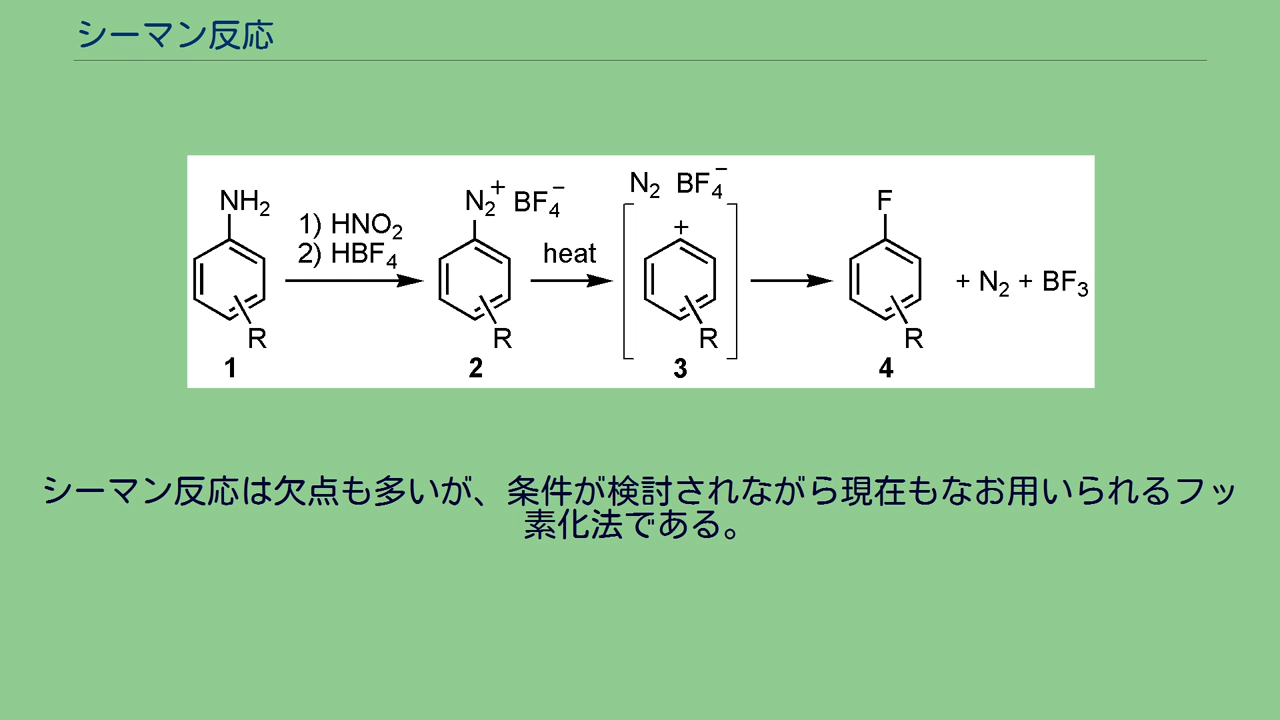 シーマン反応
NH2
1) HNO2
2) HBF4
R
1
N2+ BF4−
R
2
heat
N2 BF4−
+
R
3
F
R
4
+ N2 + BF3
シーマン反応は欠点も多いが、条件が検討されながら現在もなお用いられるフッ
素化法である。